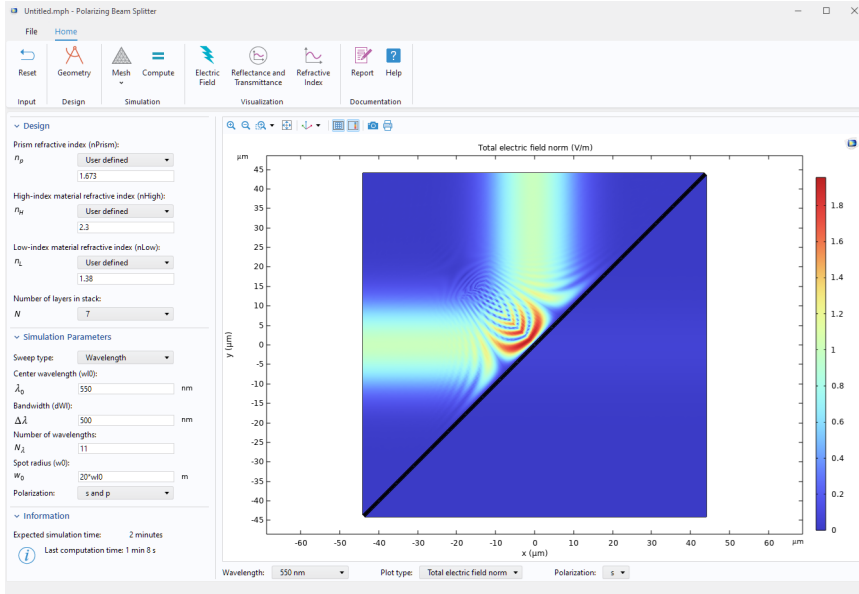 Untitled.mph - Polarizing Beam Splitter
File Home
Reset Geometry Mesh Compute Electric Field Reflectance and Transmittance Refractive Index Report Help
Input Design Simulation Visualization Documentation
Design
Prism refractive index (nPrism):
np User defined
1.673
High-index material refractive index (nHigh):
nH User defined
2.3
Low-index material refractive index (nLow):
nL User defined
1.38
Number of layers in stack:
N 7
Simulation Parameters
Sweep type: Wavelength
Center wavelength (wl0):
λ0 550 nm
Bandwidth (dWl):
Δλ 500 nm
Number of wavelengths:
Nλ 11
Spot radius (w0):
w0 20*wl0 m
Polarization: s and p
Information
Expected simulation time: 2 minutes
Last computation time: 1 min 8 s
Total electric field norm (V/m)
μm
45
40
35
30
25
20
15
10
5
0
-5
-10
-15
-20
-25
-30
-35
-40
-45
y (μm)
-60 -50 -40 -30 -20 -10 0 10 20 30 40 50 60 μm
x (μm)
1.8
1.6
1.4
1.2
1
0.8
0.6
0.4
0.2
0
Wavelength: 550 nm Plot type: Total electric field norm Polarization: s